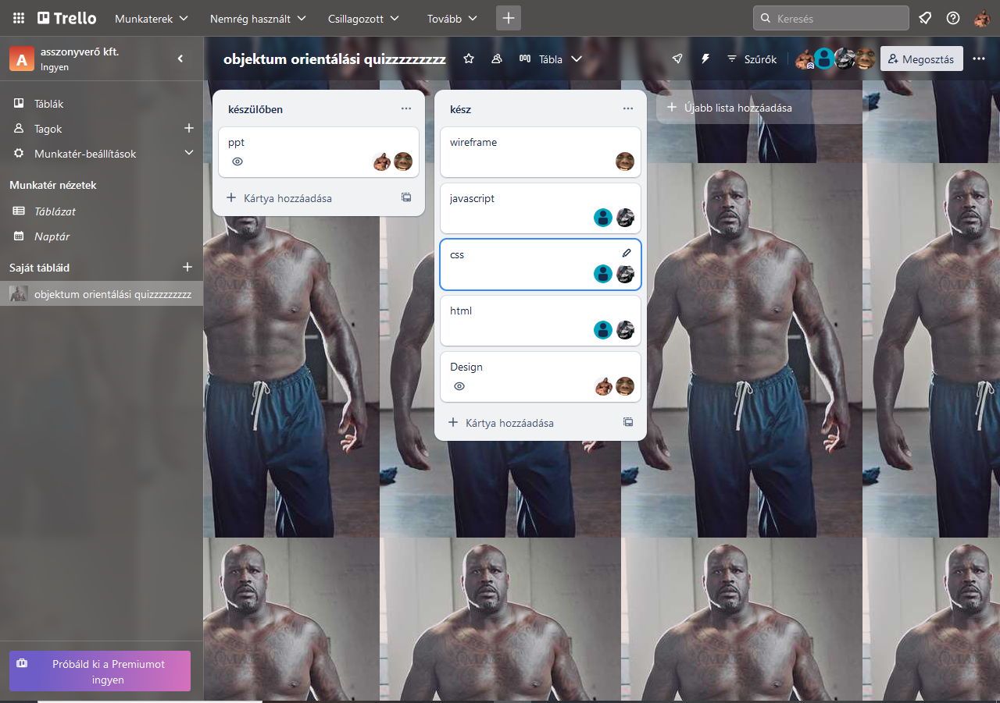 Trello
Munkaterek
Nemrég használt
Csillagozott
Tovább
Keresés
A
asszonyverő kft.
Ingyen
objektum orientálási quizzzzzzzzz
Tábla
Szűrők
Megosztás
Táblák
Tagok
Munkatér-beállítások
Munkatér nézetek
Táblázat
Naptár
Saját tábláid
objektum orientálási quizzzzzzzzz
Próbáld ki a Premiumot
ingyen
készülőben
ppt
Kártya hozzáadása
kész
wireframe
javascript
css
html
Design
Kártya hozzáadása
Újabb lista hozzáadása